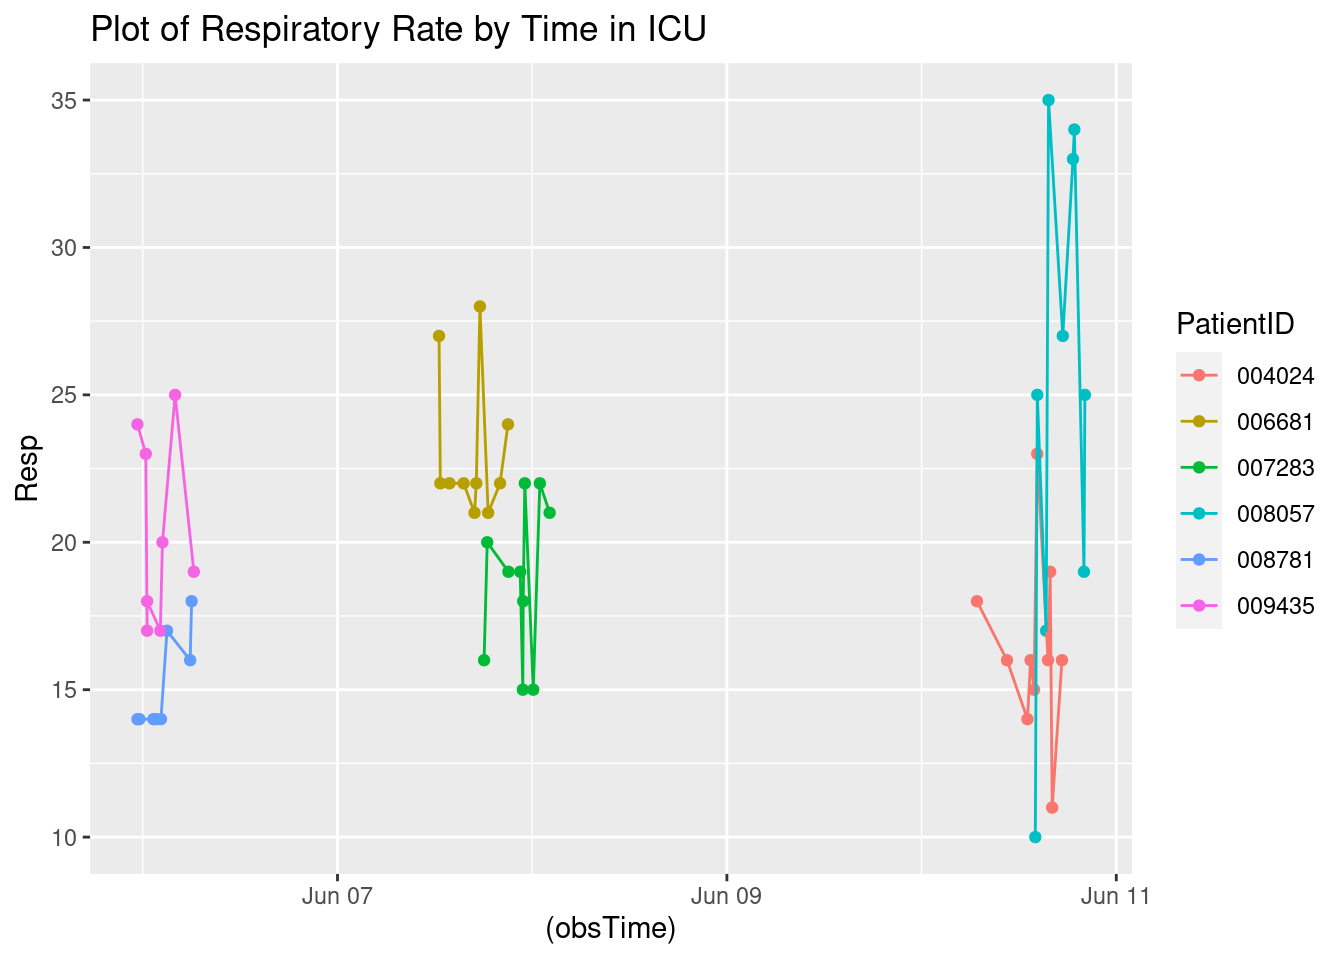 Plot of Respiratory Rate by Time in ICU
35
30
25
20
15
10
Resp
Jun 07
Jun 09
Jun 11
(obsTime)
PatientID
004024
006681
007283
008057
008781
009435